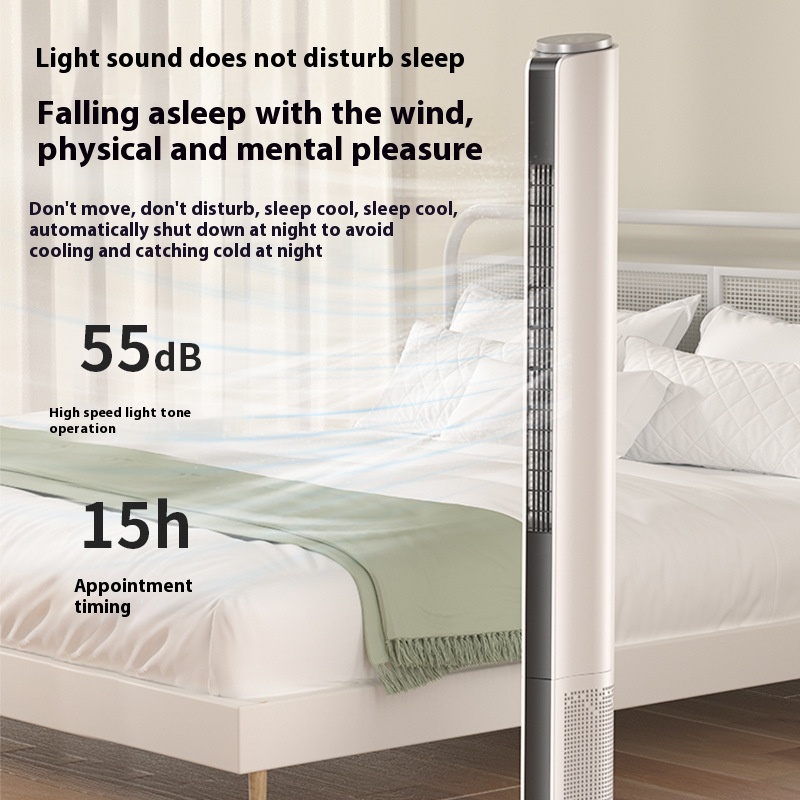 Light sound does not disturb sleep
Falling asleep with the wind,
physical and mental pleasure
Don't move, don't disturb, sleep cool, sleep cool,
automatically shut down at night to avoid
cooling and catching cold at night
55dB
High speed light tone
operation
15h
Appointment
timing